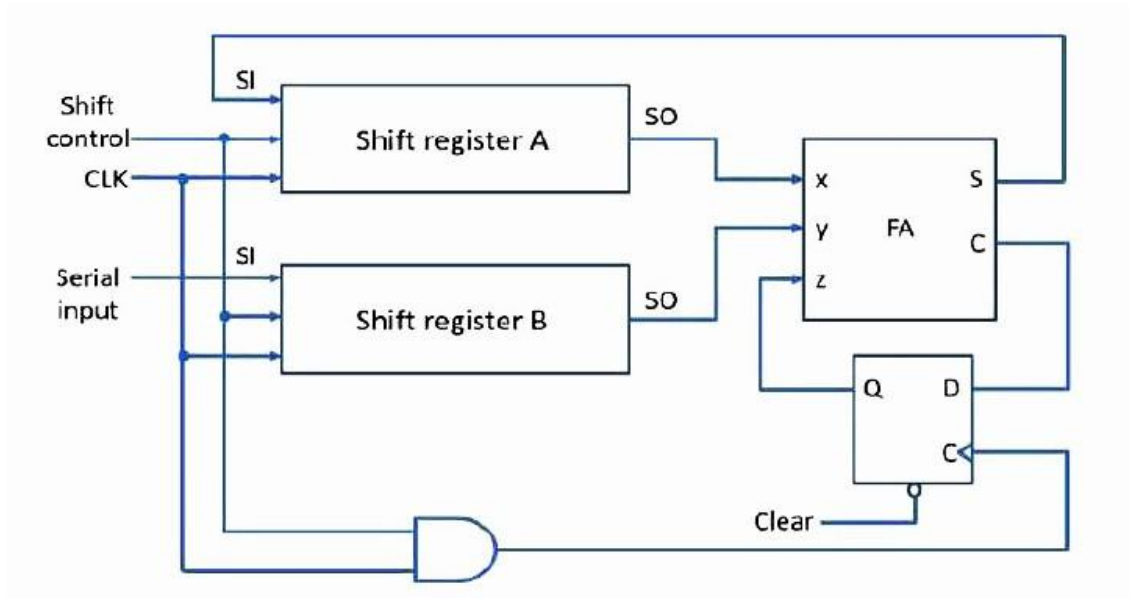 SI
Shift
control
CLK
Shift register A
SO
x
S
y
FA
C
z
SI
Serial
input
Shift register B
SO
Q
D
C
Clear